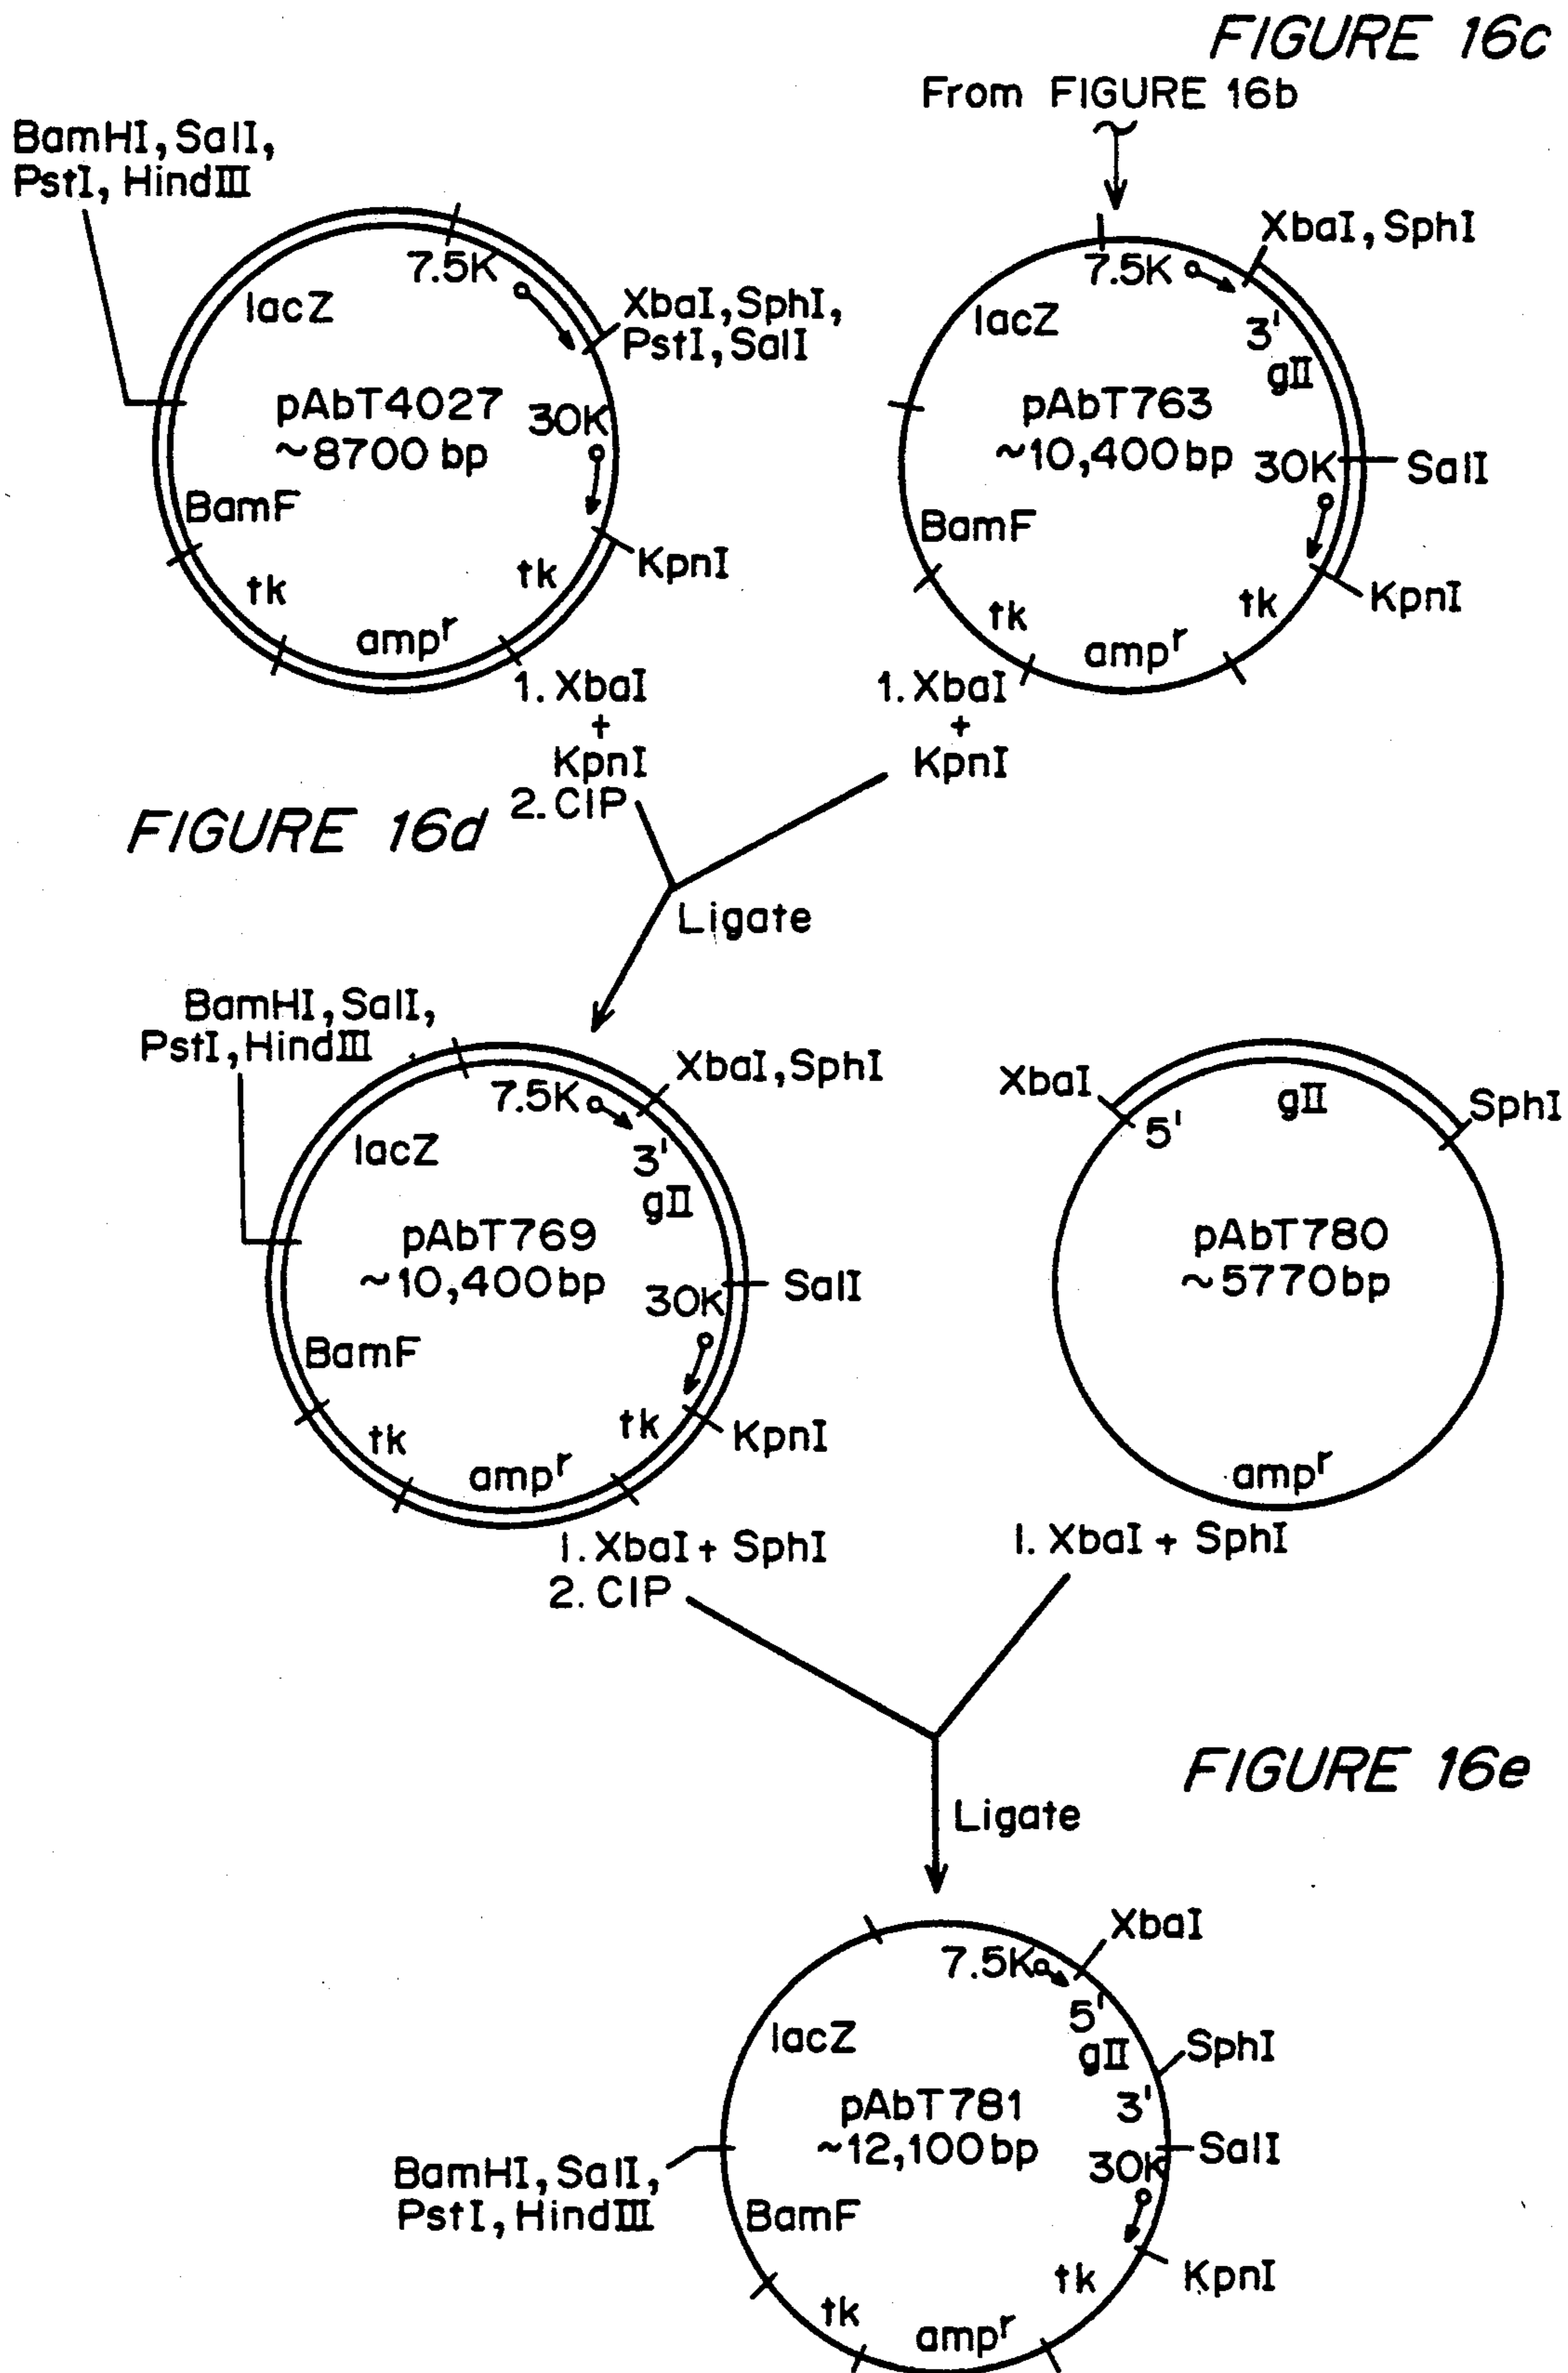 FIGURE 16c
From FIGURE 16b
BamHI, SalI,
PstI, HindIII
7.5K
XbaI, SphI,
PstI, SalI
lacZ
pAbT4027
~8700 bp
30K
BamF
KpnI
tk
tk
ampr
XbaI, SphI
7.5K
lacZ
3'
gII
pAbT763
~10,400bp
30K
SalI
BamF
KpnI
tk
tk
ampr
1. XbaI
+
KpnI
2. CIP
1. XbaI
+
KpnI
FIGURE 16d
Ligate
BamHI, SalI,
PstI, HindIII
XbaI, SphI
7.5K
lacZ
3'
gII
pAbT769
~10,400bp
SalI
30K
BamF
KpnI
tk
tk
ampr
XbaI
gII
SphI
5'
pAbT780
~5770bp
ampr
1. XbaI + SphI
2. CIP
1. XbaI + SphI
FIGURE 16e
Ligate
XbaI
7.5K
5'
lacZ
gII
SphI
3'
pAbT781
~12,100bp
SalI
30K
BamHI, SalI,
PstI, HindIII
BamF
KpnI
tk
tk
ampr